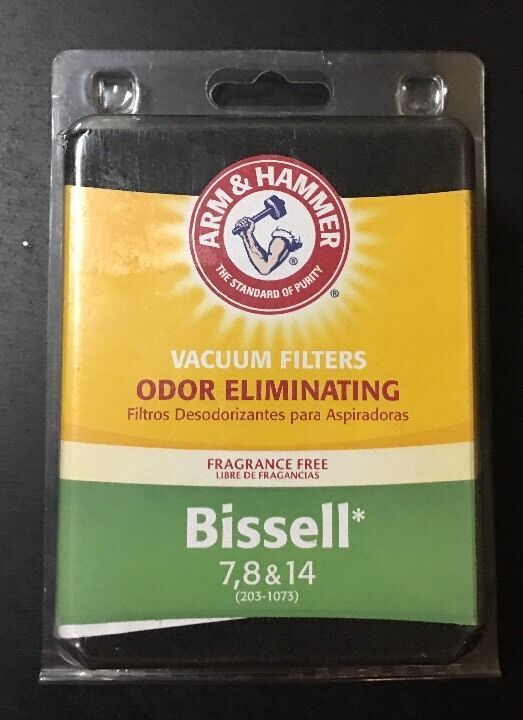 ARM & HAMMER
THE STANDARD OF PURITY
®
®
VACUUM FILTERS
ODOR ELIMINATING
Filtros Desodorizantes para Aspiradoras
FRAGRANCE FREE
LIBRE DE FRAGANCIAS
Bissell*
7,8 & 14
(203-1073)